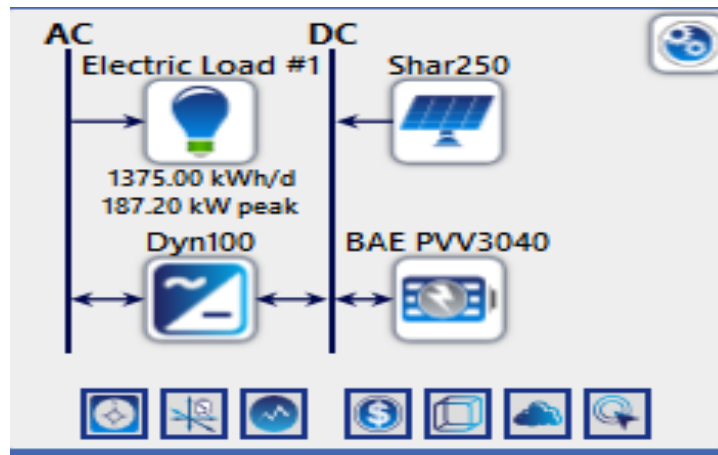 AC DC
Electric Load #1 Shar250
1375.00 kWh/d
187.20 kW peak
Dyn100 BAE PVV3040